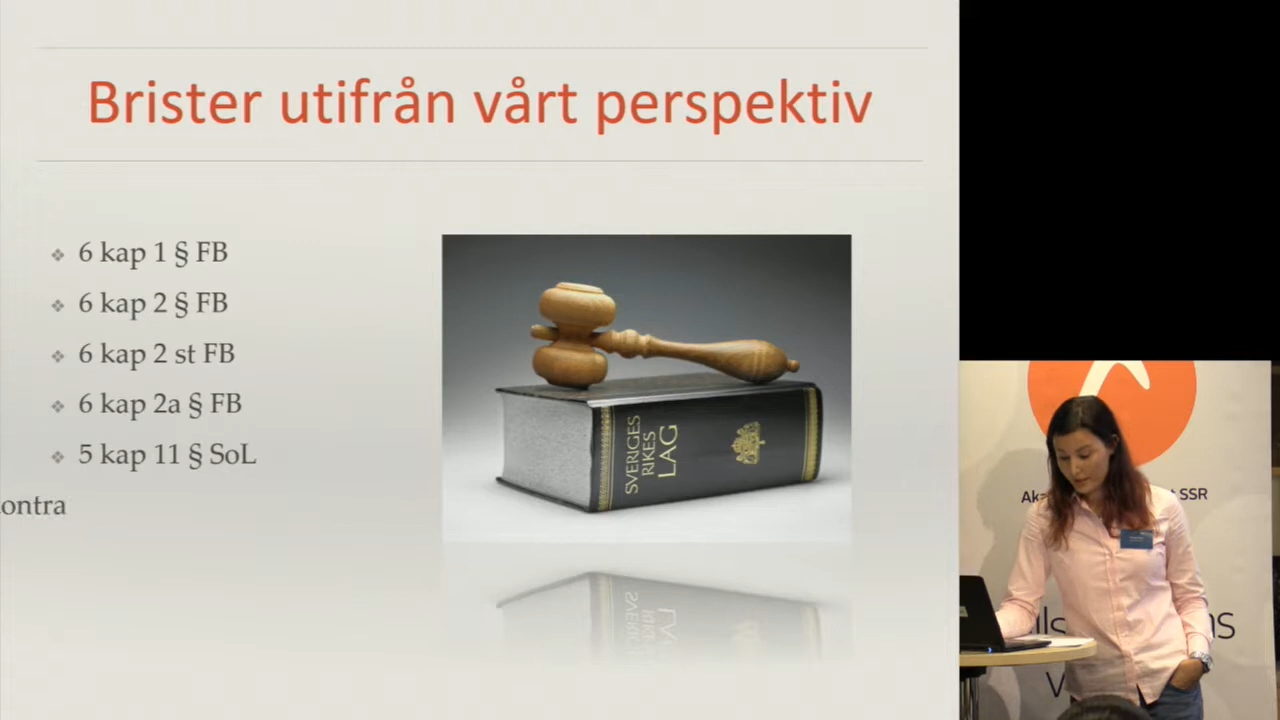 Brister utifrån vårt perspektiv
❖ 6 kap 1 § FB
❖ 6 kap 2 § FB
❖ 6 kap 2 st FB
❖ 6 kap 2a § FB
❖ 5 kap 11 § SoL
ontra
SVERIGES
RIKES
LAG
SSR